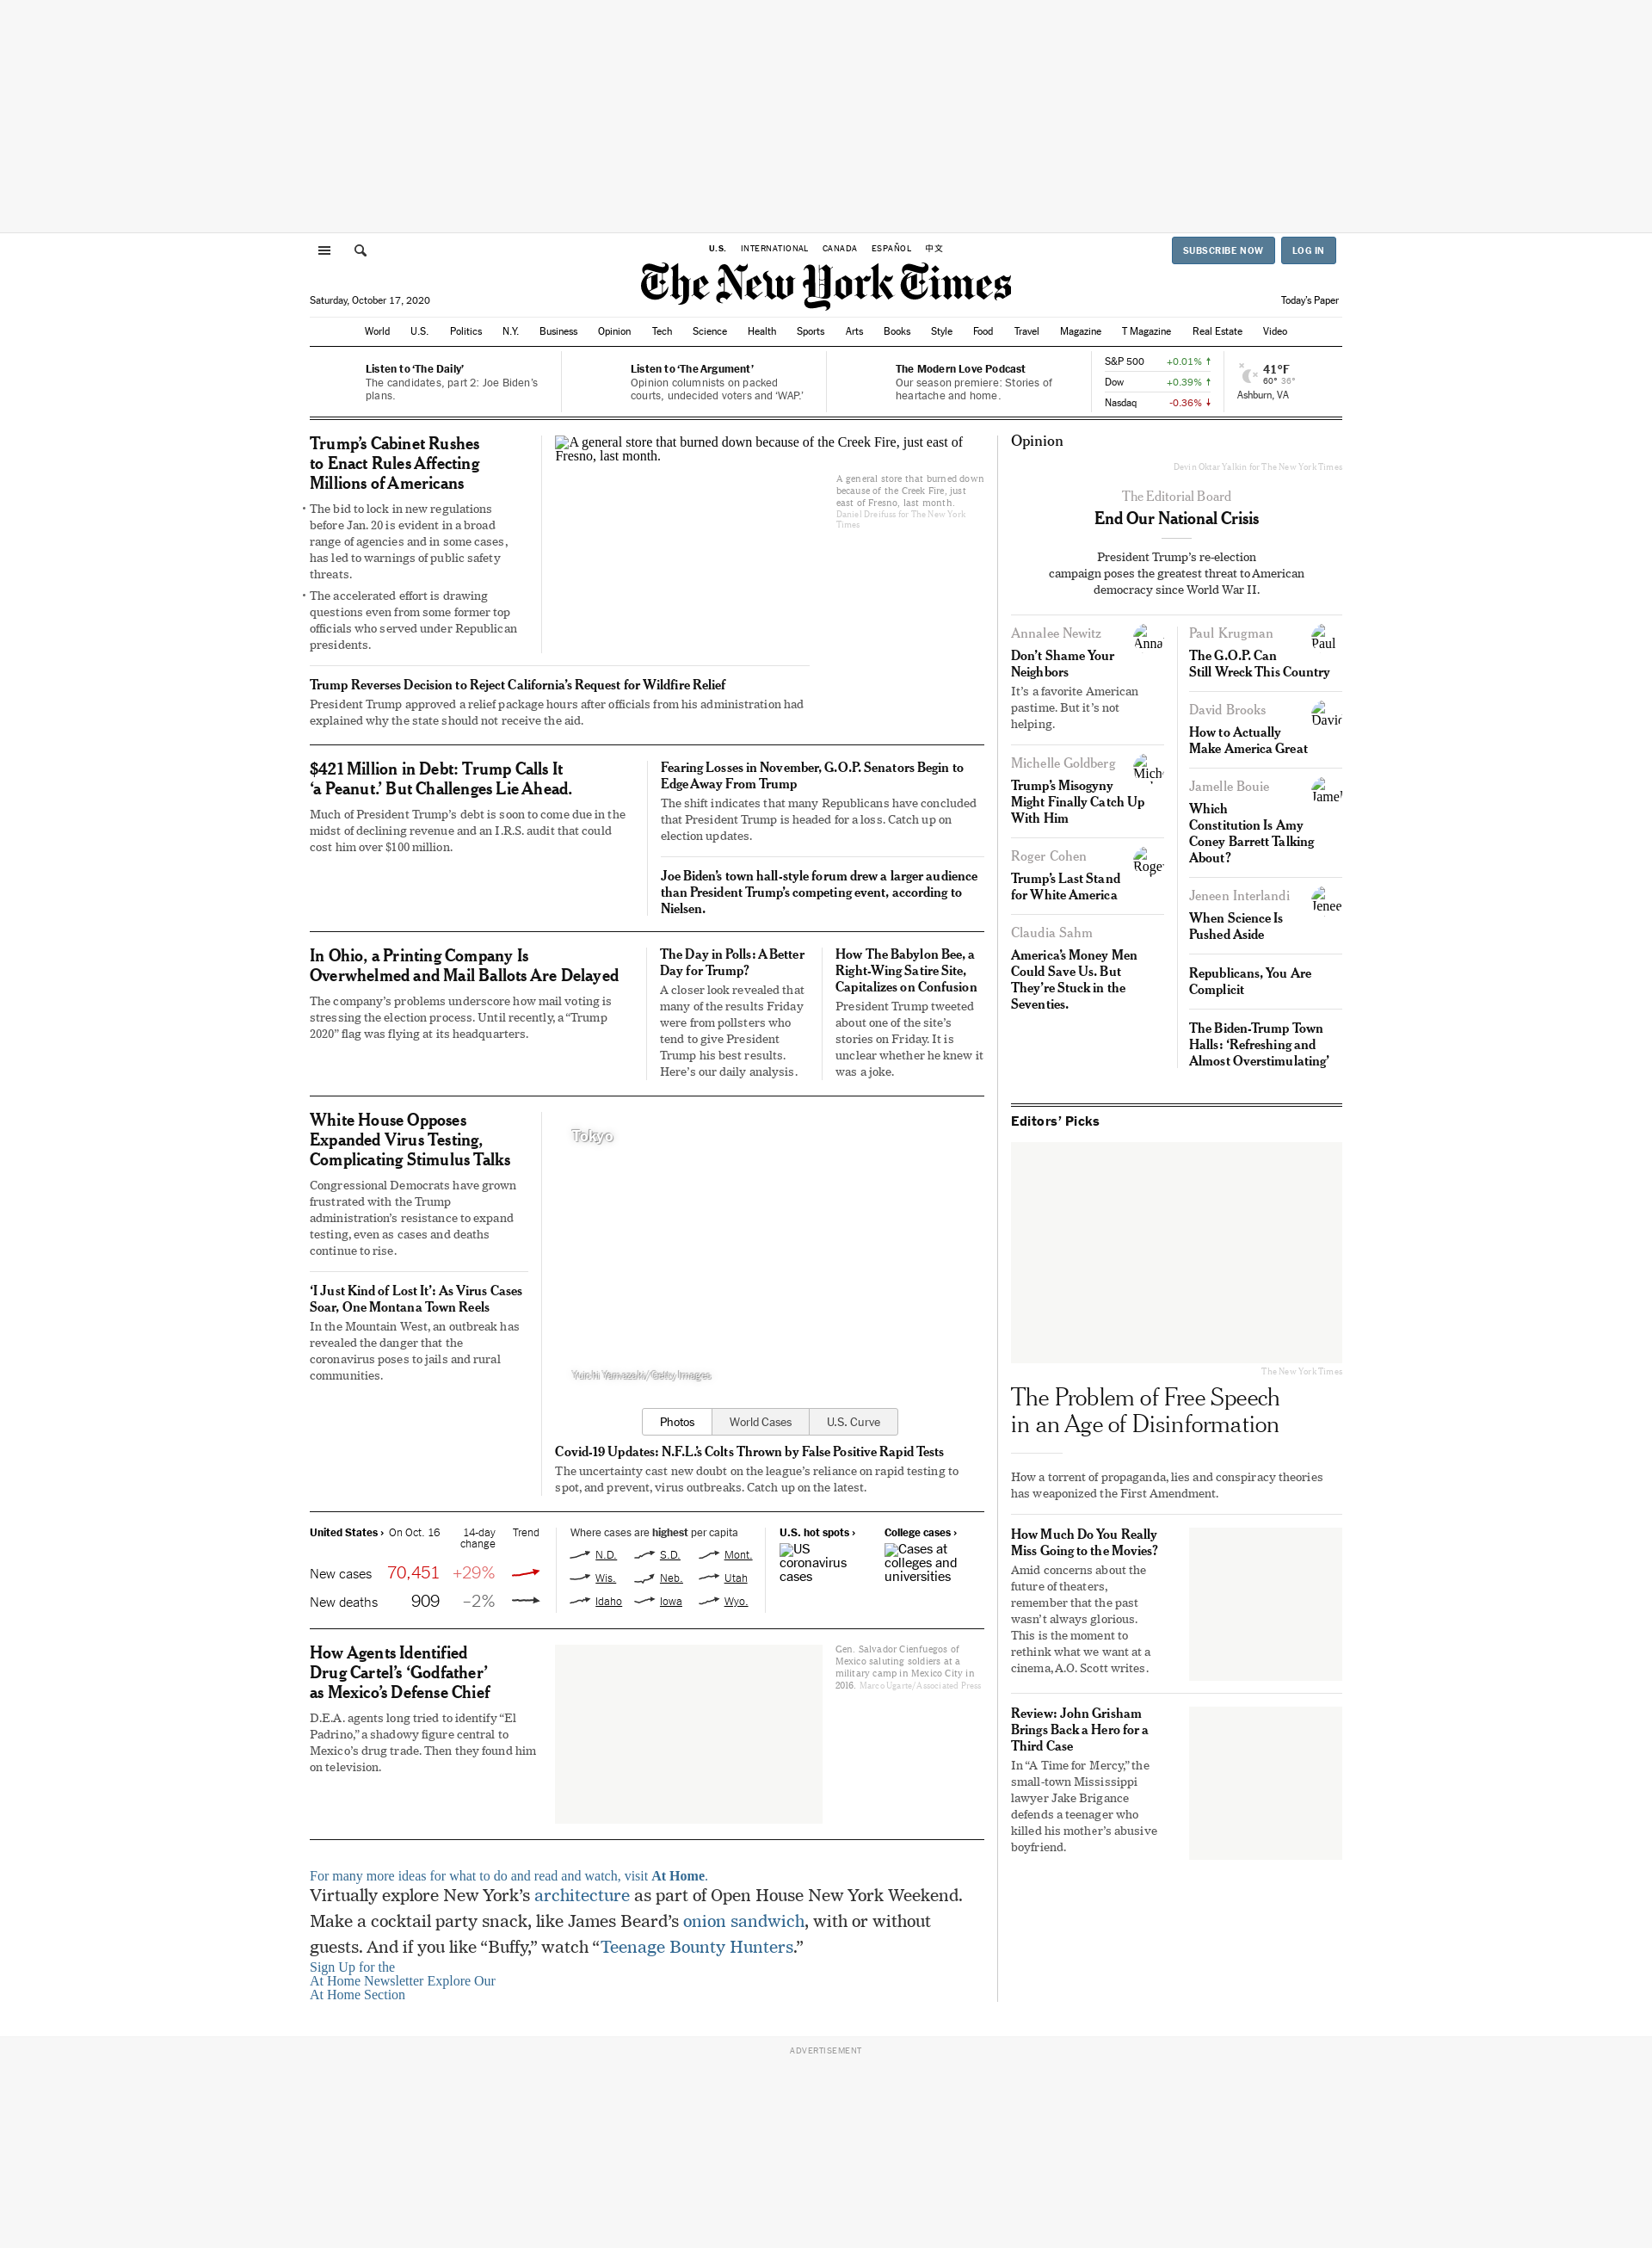 U.S. INTERNATIONAL CANADA ESPAÑOL 中文
SUBSCRIBE NOW LOG IN
The New York Times
Saturday, October 17, 2020
Today's Paper
World U.S. Politics N.Y. Business Opinion Tech Science Health Sports Arts Books Style Food Travel Magazine T Magazine Real Estate Video
Listen to ‘The Daily’
The candidates, part 2: Joe Biden’s
plans.
Listen to ‘The Argument’
Opinion columnists on packed
courts, undecided voters and ‘WAP.’
The Modern Love Podcast
Our season premiere: Stories of
heartache and home.
S&P 500 +0.01% ↑
Dow +0.39% ↑
Nasdaq -0.36% ↓
41°F
60° 36°
Ashburn, VA
Trump’s Cabinet Rushes
to Enact Rules Affecting
Millions of Americans
• The bid to lock in new regulations
before Jan. 20 is evident in a broad
range of agencies and in some cases,
has led to warnings of public safety
threats.
• The accelerated effort is drawing
questions even from some former top
officials who served under Republican
presidents.
A general store that burned down because of the Creek Fire, just east of
Fresno, last month.
A general store that burned down
because of the Creek Fire, just
east of Fresno, last month.
Daniel Dreifuss for The New York
Times
Trump Reverses Decision to Reject California’s Request for Wildfire Relief
President Trump approved a relief package hours after officials from his administration had
explained why the state should not receive the aid.
$421 Million in Debt: Trump Calls It
‘a Peanut.’ But Challenges Lie Ahead.
Much of President Trump’s debt is soon to come due in the
midst of declining revenue and an I.R.S. audit that could
cost him over $100 million.
Fearing Losses in November, G.O.P. Senators Begin to
Edge Away From Trump
The shift indicates that many Republicans have concluded
that President Trump is headed for a loss. Catch up on
election updates.
Joe Biden’s town hall-style forum drew a larger audience
than President Trump’s competing event, according to
Nielsen.
In Ohio, a Printing Company Is
Overwhelmed and Mail Ballots Are Delayed
The company’s problems underscore how mail voting is
stressing the election process. Until recently, a “Trump
2020” flag was flying at its headquarters.
The Day in Polls: A Better
Day for Trump?
A closer look revealed that
many of the results Friday
were from pollsters who
tend to give President
Trump his best results.
Here’s our daily analysis.
How The Babylon Bee, a
Right-Wing Satire Site,
Capitalizes on Confusion
President Trump tweeted
about one of the site’s
stories on Friday. It is
unclear whether he knew it
was a joke.
White House Opposes
Expanded Virus Testing,
Complicating Stimulus Talks
Congressional Democrats have grown
frustrated with the Trump
administration’s resistance to expand
testing, even as cases and deaths
continue to rise.
‘I Just Kind of Lost It’: As Virus Cases
Soar, One Montana Town Reels
In the Mountain West, an outbreak has
revealed the danger that the
coronavirus poses to jails and rural
communities.
Tokyo
Yuichi Yamazaki/Getty Images
Photos World Cases U.S. Curve
Covid-19 Updates: N.F.L.’s Colts Thrown by False Positive Rapid Tests
The uncertainty cast new doubt on the league’s reliance on rapid testing to
spot, and prevent, virus outbreaks. Catch up on the latest.
United States › On Oct. 16 14-day Trend
change
New cases 70,451 +29%
New deaths 909 –2%
Where cases are highest per capita
N.D. S.D. Mont.
Wis. Neb. Utah
Idaho Iowa Wyo.
U.S. hot spots ›
US
coronavirus
cases
College cases ›
Cases at
colleges and
universities
How Agents Identified
Drug Cartel’s ‘Godfather’
as Mexico’s Defense Chief
D.E.A. agents long tried to identify “El
Padrino,” a shadowy figure central to
Mexico’s drug trade. Then they found him
on television.
Gen. Salvador Cienfuegos of
Mexico saluting soldiers at a
military camp in Mexico City in
2016. Marco Ugarte/Associated Press
For many more ideas for what to do and read and watch, visit At Home.
Virtually explore New York’s architecture as part of Open House New York Weekend.
Make a cocktail party snack, like James Beard’s onion sandwich, with or without
guests. And if you like “Buffy,” watch “Teenage Bounty Hunters.”
Sign Up for the
At Home Newsletter Explore Our
At Home Section
Opinion
Devin Oktar Yalkin for The New York Times
The Editorial Board
End Our National Crisis
President Trump’s re-election
campaign poses the greatest threat to American
democracy since World War II.
Annalee Newitz
Anna
Don’t Shame Your
Neighbors
It’s a favorite American
pastime. But it’s not
helping.
Michelle Goldberg
Trump’s Misogyny
Might Finally Catch Up
With Him
Roger Cohen
Roger
Trump’s Last Stand
for White America
Claudia Sahm
America’s Money Men
Could Save Us. But
They’re Stuck in the
Seventies.
Paul Krugman
Paul
The G.O.P. Can
Still Wreck This Country
David Brooks
David
How to Actually
Make America Great
Jamelle Bouie
Which
Constitution Is Amy
Coney Barrett Talking
About?
Jeneen Interlandi
When Science Is
Pushed Aside
Republicans, You Are
Complicit
The Biden-Trump Town
Halls: ‘Refreshing and
Almost Overstimulating’
Editors’ Picks
The New York Times
The Problem of Free Speech
in an Age of Disinformation
How a torrent of propaganda, lies and conspiracy theories
has weaponized the First Amendment.
How Much Do You Really
Miss Going to the Movies?
Amid concerns about the
future of theaters,
remember that the past
wasn’t always glorious.
This is the moment to
rethink what we want at a
cinema, A.O. Scott writes.
Review: John Grisham
Brings Back a Hero for a
Third Case
In “A Time for Mercy,” the
small-town Mississippi
lawyer Jake Brigance
defends a teenager who
killed his mother’s abusive
boyfriend.
ADVERTISEMENT